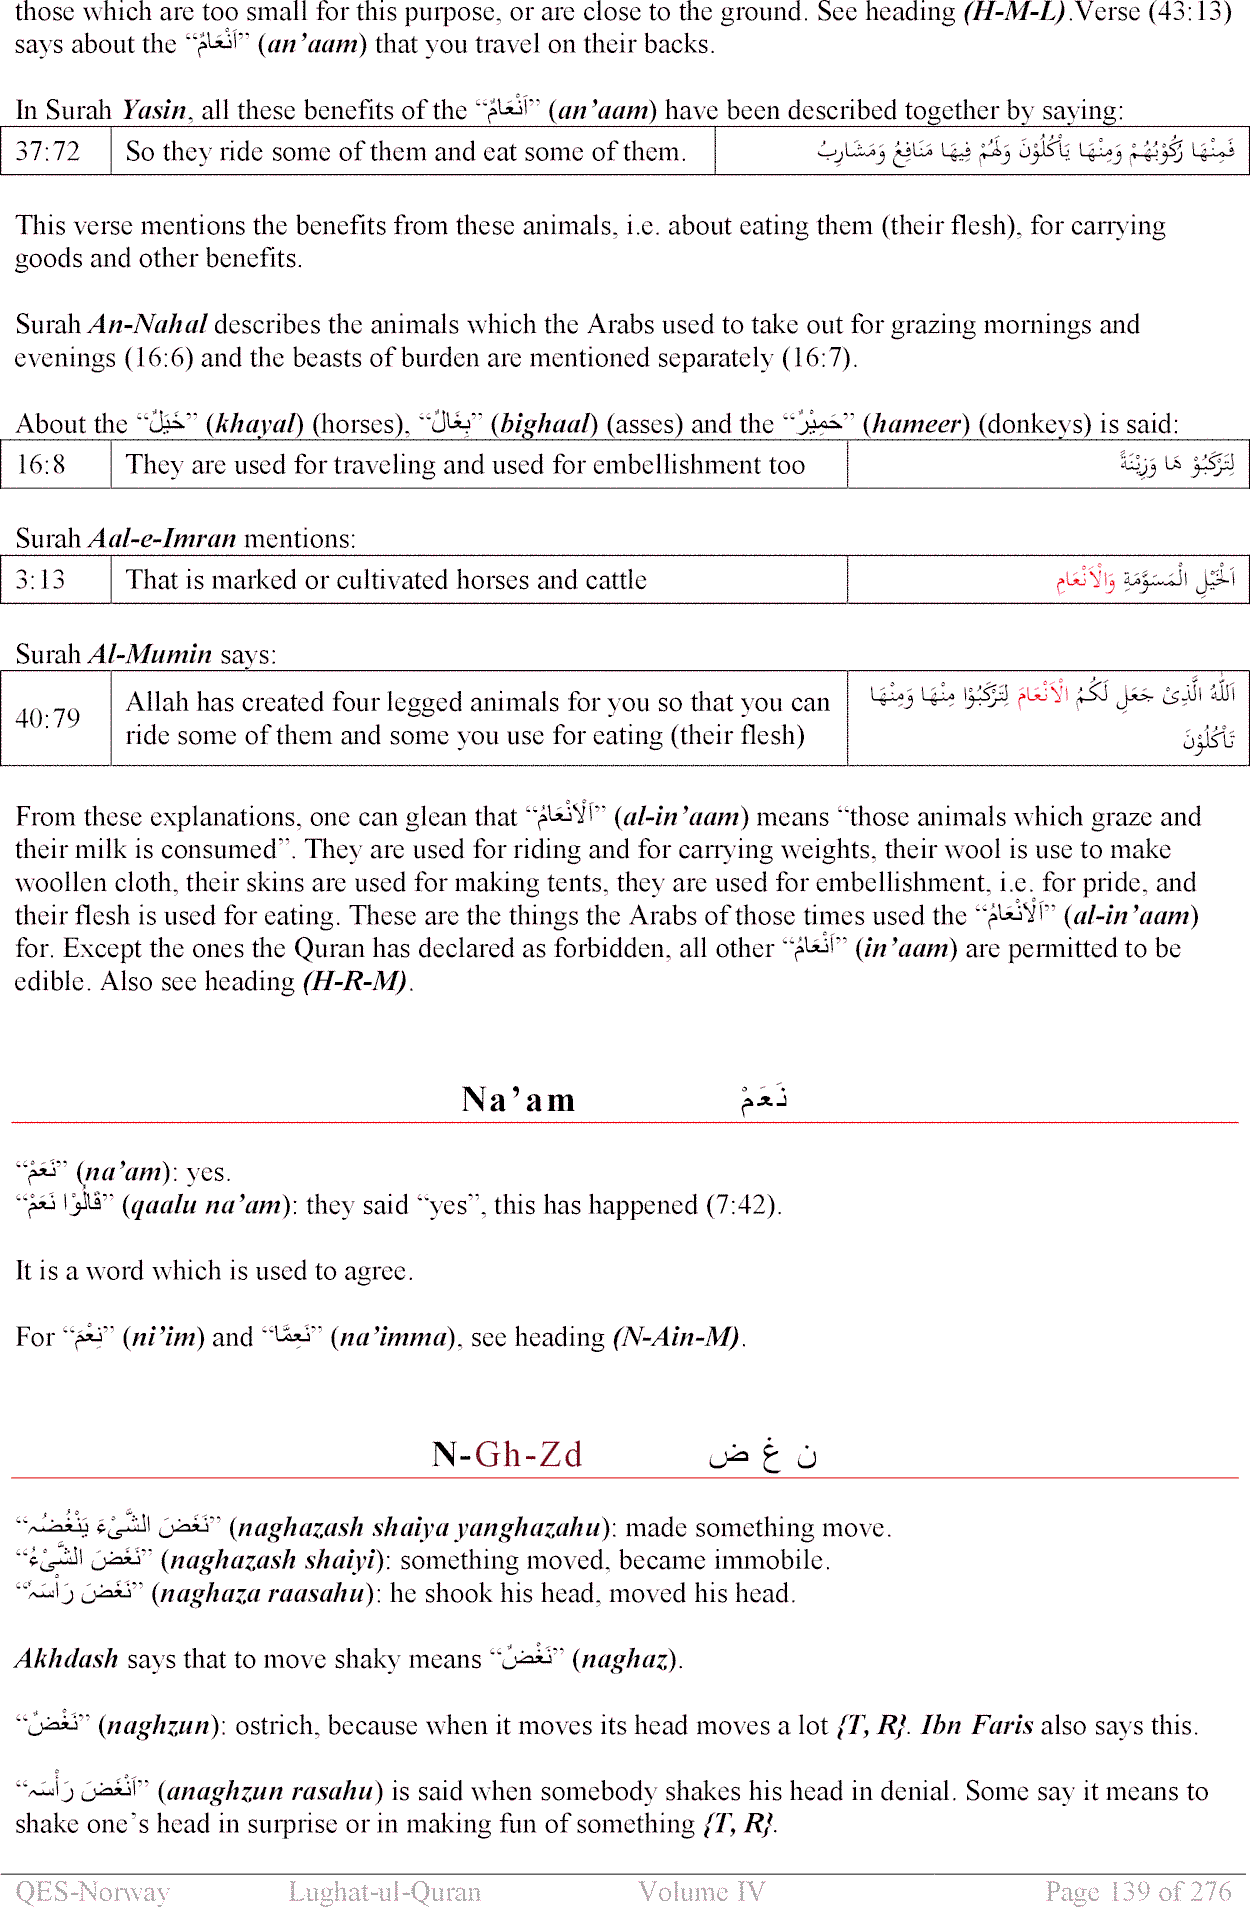 those which are too small for this purpose, or are close to the ground. See heading (H-M-L).Verse (43:13)
says about the “اَنْعَامٌ” (an’aam) that you travel on their backs.
In Surah Yasin, all these benefits of the “اَنْعَامٌ” (an’aam) have been described together by saying:
37:72 So they ride some of them and eat some of them. فَمِنْهَا رَكُوْبُهُمْ وَمِنْهَا يَأْكُلُوْنَ وَلَهُمْ فِيهَا مَنَافِعُ وَمَشَارِبُ
This verse mentions the benefits from these animals, i.e. about eating them (their flesh), for carrying
goods and other benefits.
Surah An-Nahal describes the animals which the Arabs used to take out for grazing mornings and
evenings (16:6) and the beasts of burden are mentioned separately (16:7).
About the “خَيَلٌ” (khayal) (horses), “بِغَالٌ” (bighaal) (asses) and the “حَمِيْرٌ” (hameer) (donkeys) is said:
16:8 They are used for traveling and used for embellishment too لِتَرْكَبُوْ هَا وَزِيْنَةً
Surah Aal-e-Imran mentions:
3:13 That is marked or cultivated horses and cattle اَلْخَيْلِ الْمَسَوَّمَةِ وَالْاَنْعَامِ
Surah Al-Mumin says:
40:79 Allah has created four legged animals for you so that you can اَللّٰهُ الَّذِىْ جَعَلِ لَكُمُ الْاَنْعَامَ لِتَرْكَبُوْا مِنْهَا وَمِنْهَا
ride some of them and some you use for eating (their flesh) تَأْكُلُوْنَ
From these explanations, one can glean that “اَلْاَنْعَامُ” (al-in’aam) means “those animals which graze and
their milk is consumed”. They are used for riding and for carrying weights, their wool is use to make
woollen cloth, their skins are used for making tents, they are used for embellishment, i.e. for pride, and
their flesh is used for eating. These are the things the Arabs of those times used the “اَلْاَنْعَامُ” (al-in’aam)
for. Except the ones the Quran has declared as forbidden, all other “اَنْعَامُ” (in’aam) are permitted to be
edible. Also see heading (H-R-M).
Na’am نَعَمْ
“نَعَمْ” (na’am): yes.
“قَالُوْا نَعَمْ” (qaalu na’am): they said “yes”, this has happened (7:42).
It is a word which is used to agree.
For “نِعْمَ” (ni’im) and “نَعِمَّا” (na’imma), see heading (N-Ain-M).
N-Gh-Zd ن غ ض
“نَغَضَ الشَّىْءَ يَنْغُضُہ” (naghazash shaiya yanghazahu): made something move.
“نَغَضَ الشَّىْءُ” (naghazash shaiyi): something moved, became immobile.
“نَغَضَ رَأْسَہٌ” (naghaza raasahu): he shook his head, moved his head.
Akhdash says that to move shaky means “نَغْضٌ” (naghaz).
“نَغْضٌ” (naghzun): ostrich, because when it moves its head moves a lot {T, R}. Ibn Faris also says this.
“اَنْغَضَ رَأْسَہ” (anaghzun rasahu) is said when somebody shakes his head in denial. Some say it means to
shake one’s head in surprise or in making fun of something {T, R}.
QES-Norway Lughat-ul-Quran Volume IV Page 139 of 276